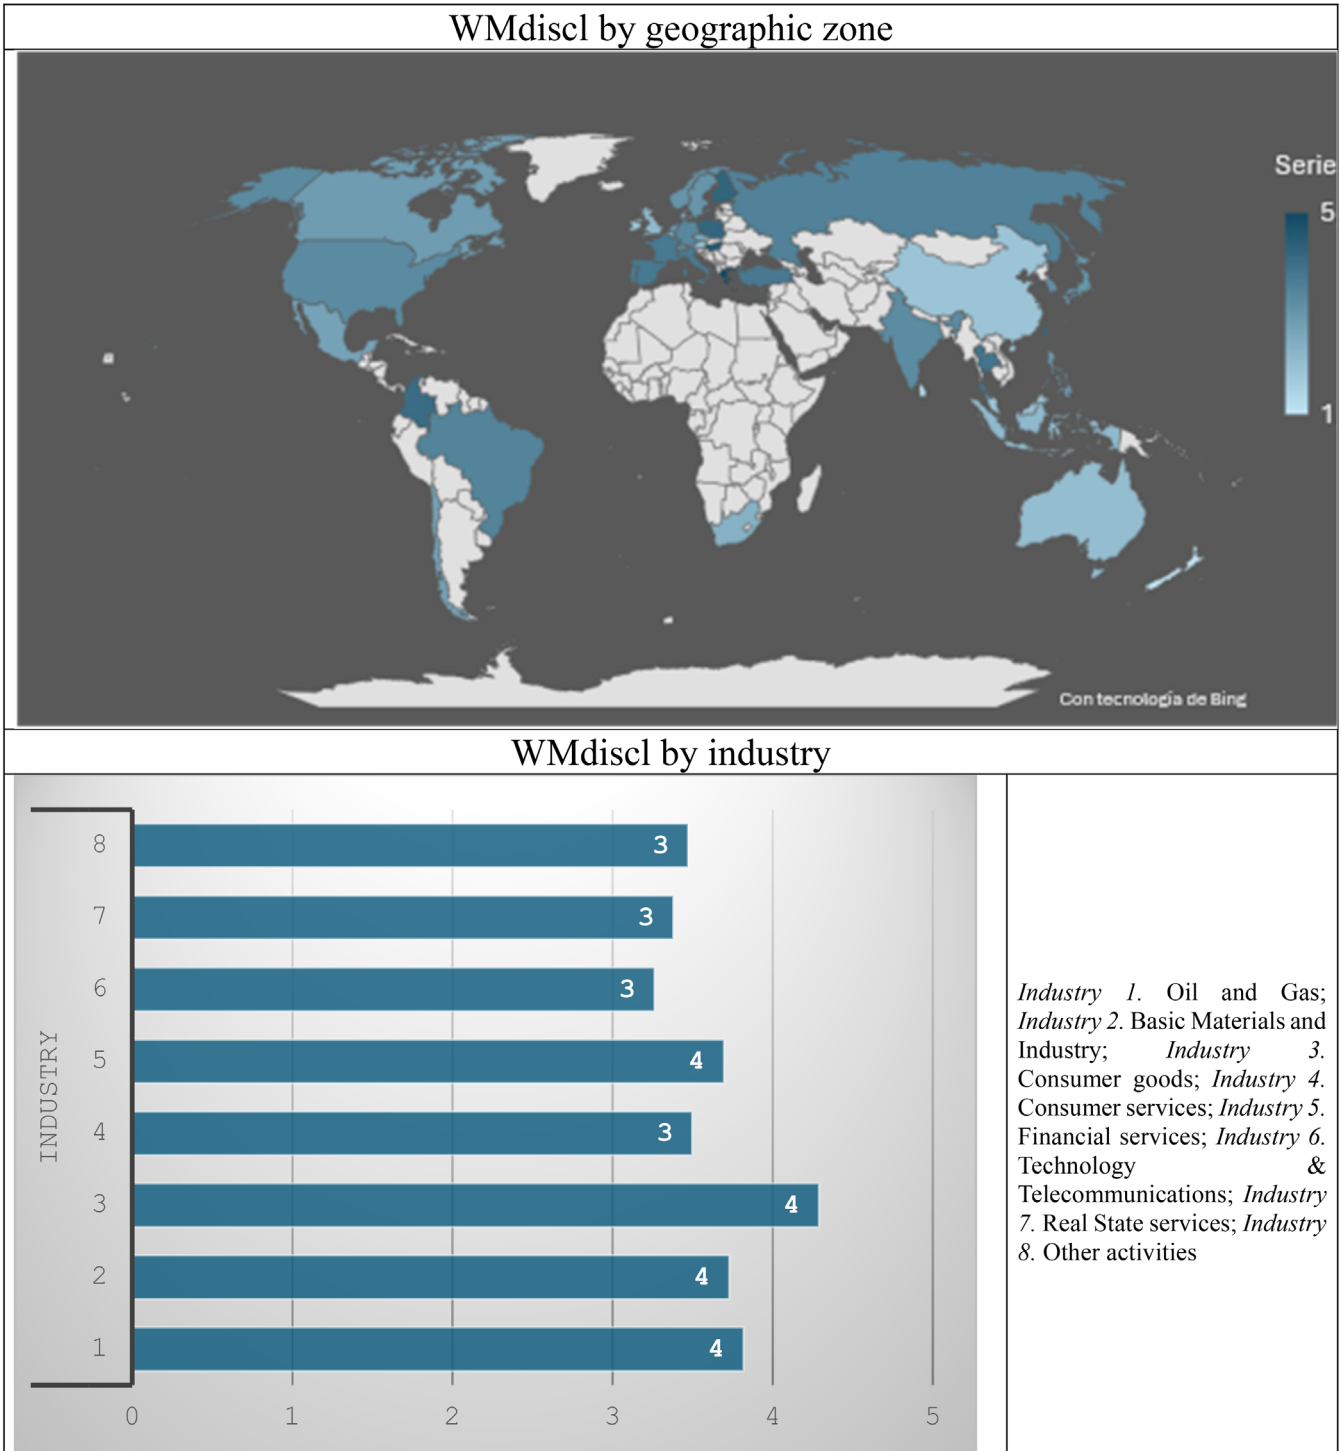 WMdiscl by geographic zone
Serie
5
1
Con tecnología de Bing
WMdiscl by industry
INDUSTRY
8
3
7
3
6
3
5
4
4
3
3
4
2
4
1
4
0 1 2 3 4 5
Industry 1. Oil and Gas;
Industry 2. Basic Materials and
Industry; Industry 3.
Consumer goods; Industry 4.
Consumer services; Industry 5.
Financial services; Industry 6.
Technology &
Telecommunications; Industry
7. Real State services; Industry
8. Other activities